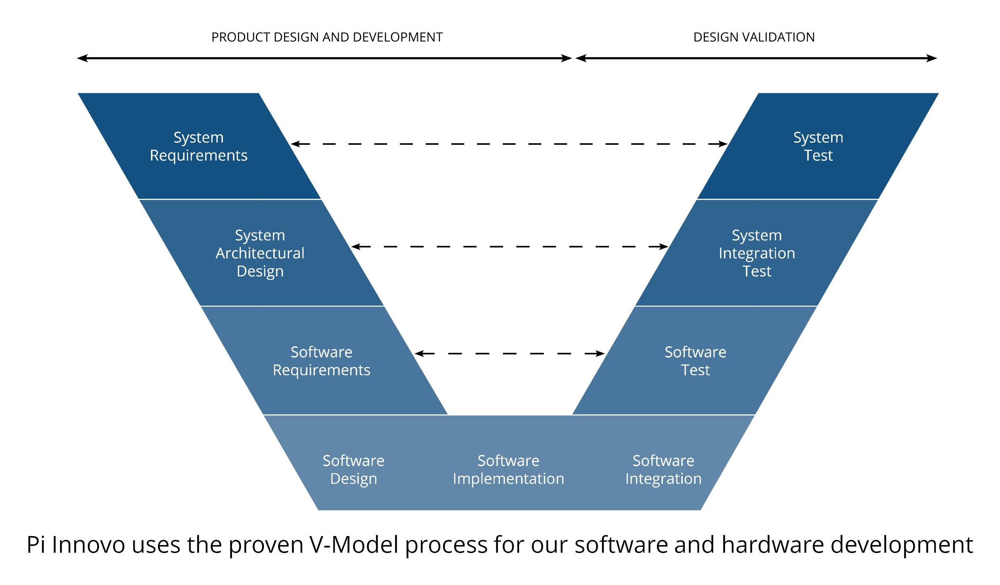 PRODUCT DESIGN AND DEVELOPMENT
DESIGN VALIDATION
System
Requirements
System
Test
System
Architectural
Design
System
Integration
Test
Software
Requirements
Software
Test
Software
Design
Software
Implementation
Software
Integration
Pi Innovo uses the proven V-Model process for our software and hardware development